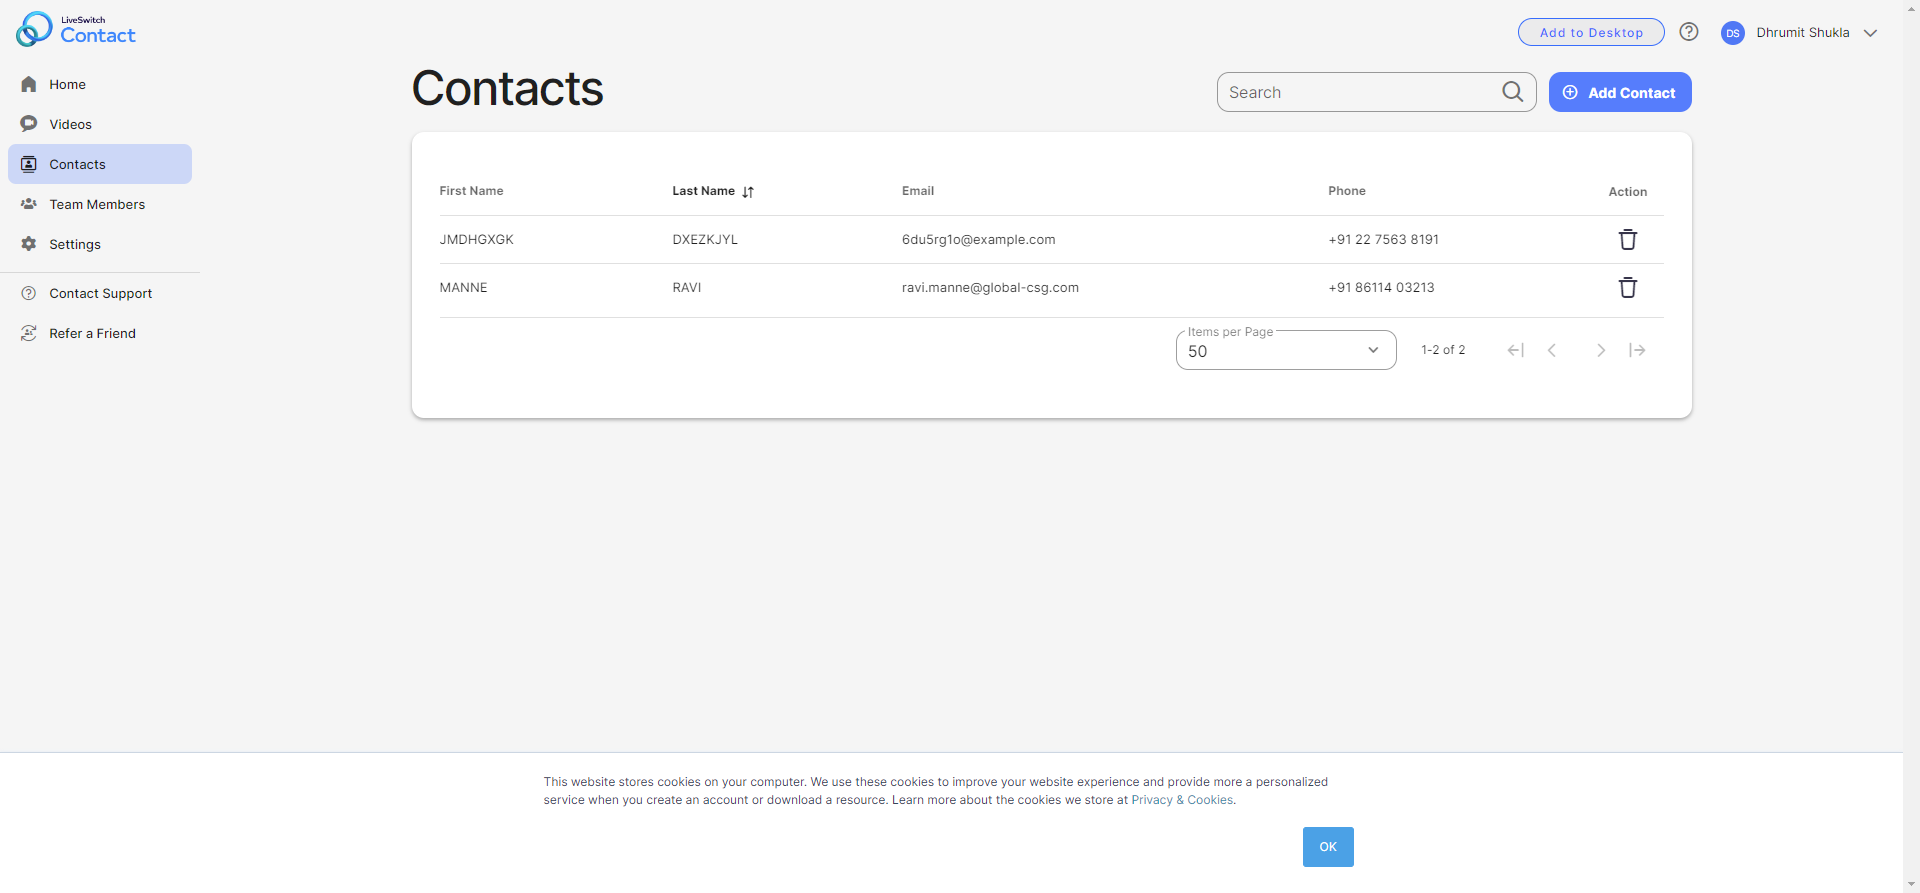 LiveSwitch
Contact
Add to Desktop
DS
Dhrumit Shukla
Home
Videos
Contacts
Team Members
Settings
Contact Support
Refer a Friend
Contacts
Search
Add Contact
First Name Last Name Email Phone Action
JMDHGXGK DXEZKJYL 6du5rg1o@example.com +91 22 7563 8191
MANNE RAVI ravi.manne@global-csg.com +91 86114 03213
Items per Page
50
1-2 of 2
This website stores cookies on your computer. We use these cookies to improve your website experience and provide more a personalized
service when you create an account or download a resource. Learn more about the cookies we store at Privacy & Cookies.
OK